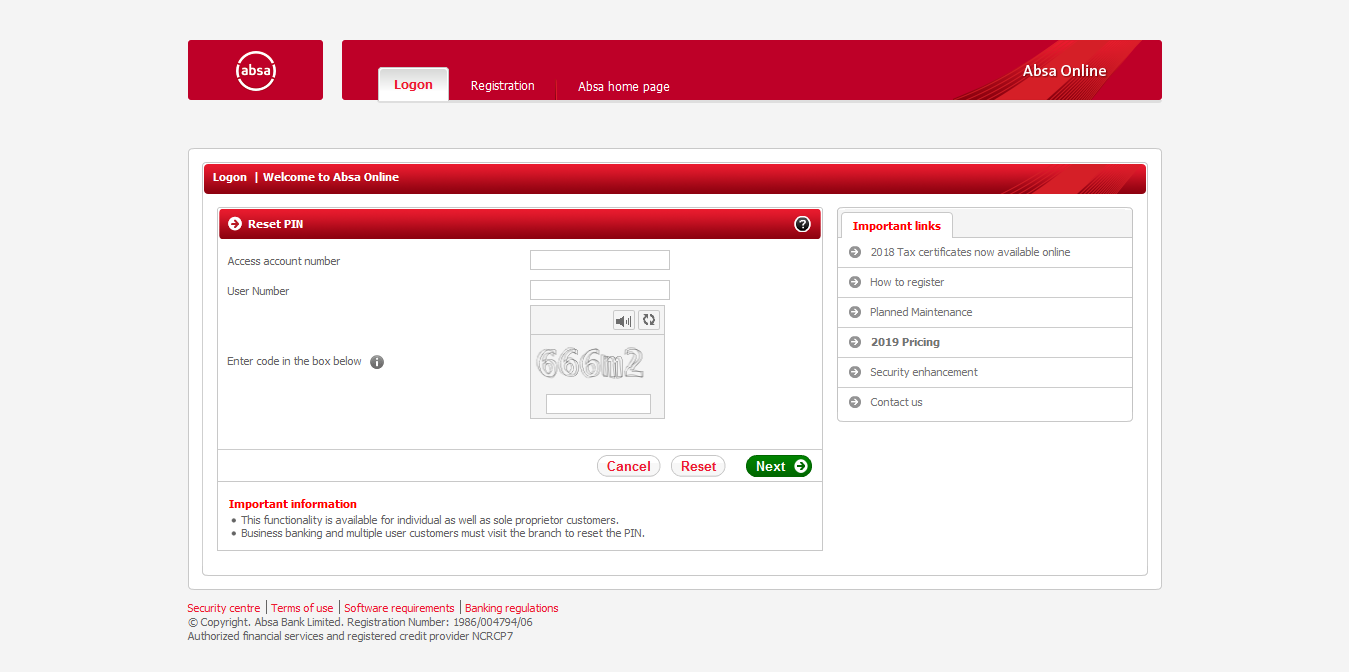 absa
Logon
Registration
Absa home page
Absa Online
Logon | Welcome to Absa Online
Reset PIN
?
Access account number
User Number
Enter code in the box below i
666m2
Cancel
Reset
Next
Important information
• This functionality is available for individual as well as sole proprietor customers.
• Business banking and multiple user customers must visit the branch to reset the PIN.
Important links
2018 Tax certificates now available online
How to register
Planned Maintenance
2019 Pricing
Security enhancement
Contact us
Security centre | Terms of use | Software requirements | Banking regulations
© Copyright. Absa Bank Limited. Registration Number: 1986/004794/06
Authorized financial services and registered credit provider NCRCP7